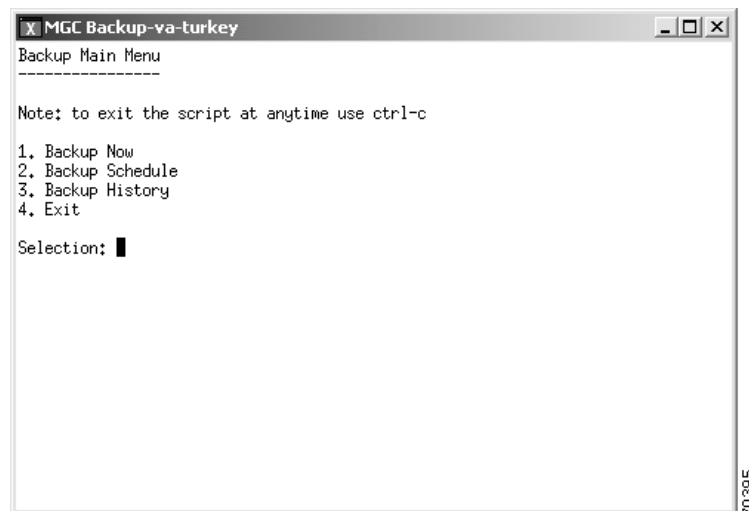 X MGC Backup-va-turkey
Backup Main Menu
----------------
Note: to exit the script at anytime use ctrl-c
1. Backup Now
2. Backup Schedule
3. Backup History
4. Exit
Selection:
70395